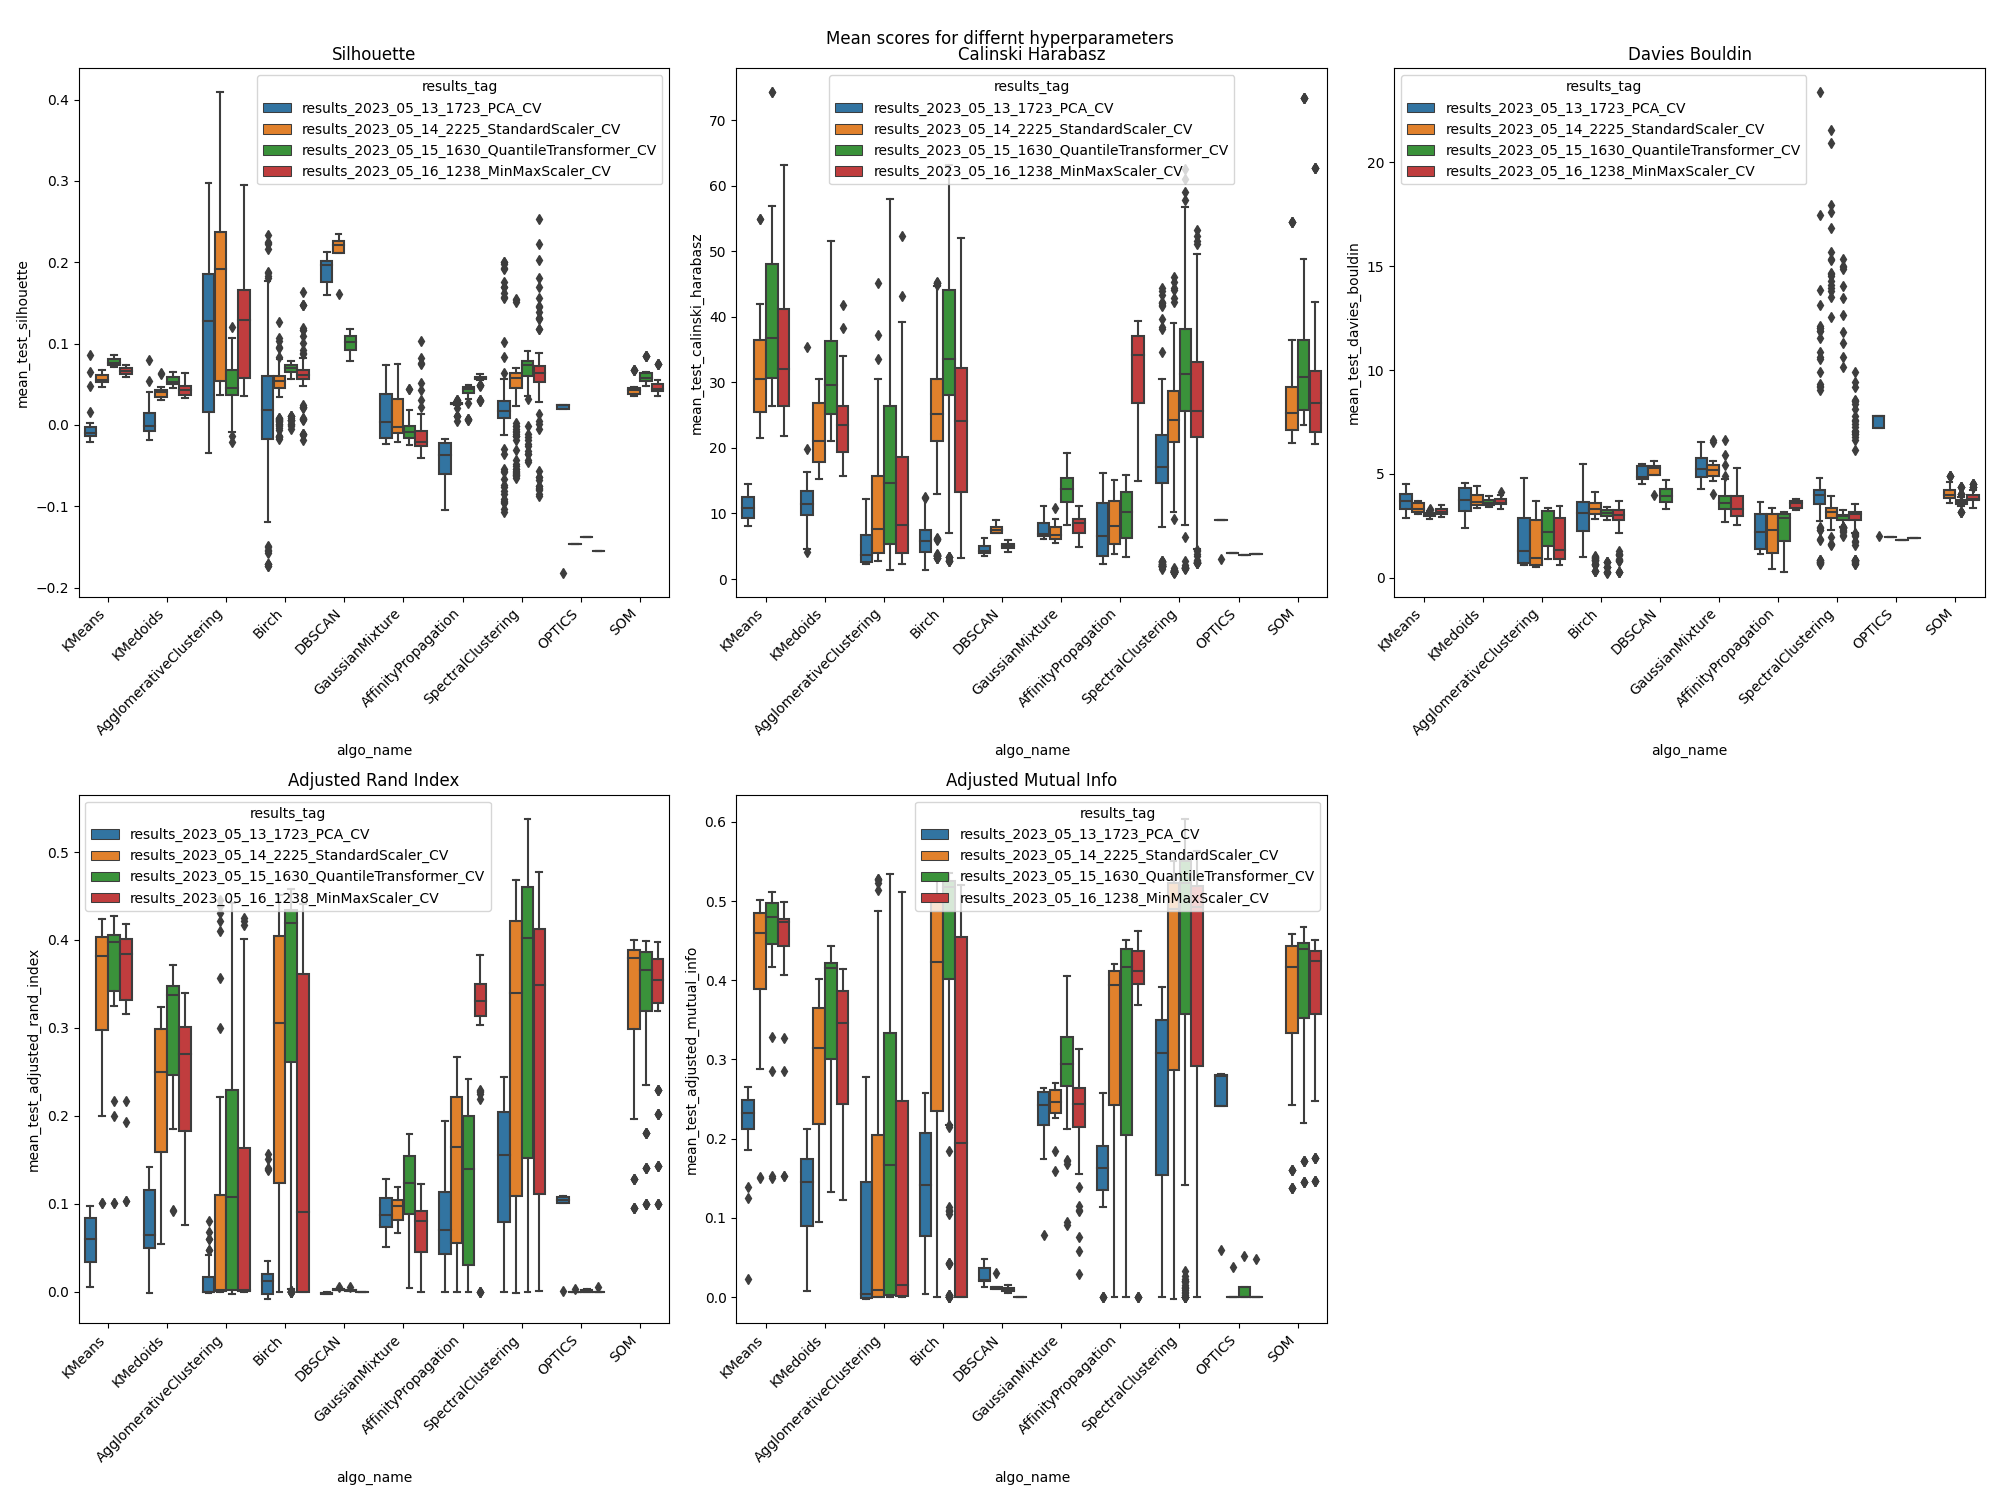 Mean scores for differnt hyperparameters
Silhouette
mean_test_silhouette
0.4
0.3
0.2
0.1
0.0
−0.1
−0.2
results_tag
results_2023_05_13_1723_PCA_CV
results_2023_05_14_2225_StandardScaler_CV
results_2023_05_15_1630_QuantileTransformer_CV
results_2023_05_16_1238_MinMaxScaler_CV
KMeans
KMedoids
AgglomerativeClustering
Birch
DBSCAN
GaussianMixture
AffinityPropagation
SpectralClustering
OPTICS
SOM
algo_name
Calinski Harabasz
mean_test_calinski_harabasz
70
60
50
40
30
20
10
0
results_tag
results_2023_05_13_1723_PCA_CV
results_2023_05_14_2225_StandardScaler_CV
results_2023_05_15_1630_QuantileTransformer_CV
results_2023_05_16_1238_MinMaxScaler_CV
KMeans
KMedoids
AgglomerativeClustering
Birch
DBSCAN
GaussianMixture
AffinityPropagation
SpectralClustering
OPTICS
SOM
algo_name
Davies Bouldin
mean_test_davies_bouldin
20
15
10
5
0
results_tag
results_2023_05_13_1723_PCA_CV
results_2023_05_14_2225_StandardScaler_CV
results_2023_05_15_1630_QuantileTransformer_CV
results_2023_05_16_1238_MinMaxScaler_CV
KMeans
KMedoids
AgglomerativeClustering
Birch
DBSCAN
GaussianMixture
AffinityPropagation
SpectralClustering
OPTICS
SOM
algo_name
Adjusted Rand Index
mean_test_adjusted_rand_index
0.5
0.4
0.3
0.2
0.1
0.0
results_tag
results_2023_05_13_1723_PCA_CV
results_2023_05_14_2225_StandardScaler_CV
results_2023_05_15_1630_QuantileTransformer_CV
results_2023_05_16_1238_MinMaxScaler_CV
KMeans
KMedoids
AgglomerativeClustering
Birch
DBSCAN
GaussianMixture
AffinityPropagation
SpectralClustering
OPTICS
SOM
algo_name
Adjusted Mutual Info
mean_test_adjusted_mutual_info
0.6
0.5
0.4
0.3
0.2
0.1
0.0
results_tag
results_2023_05_13_1723_PCA_CV
results_2023_05_14_2225_StandardScaler_CV
results_2023_05_15_1630_QuantileTransformer_CV
results_2023_05_16_1238_MinMaxScaler_CV
KMeans
KMedoids
AgglomerativeClustering
Birch
DBSCAN
GaussianMixture
AffinityPropagation
SpectralClustering
OPTICS
SOM
algo_name